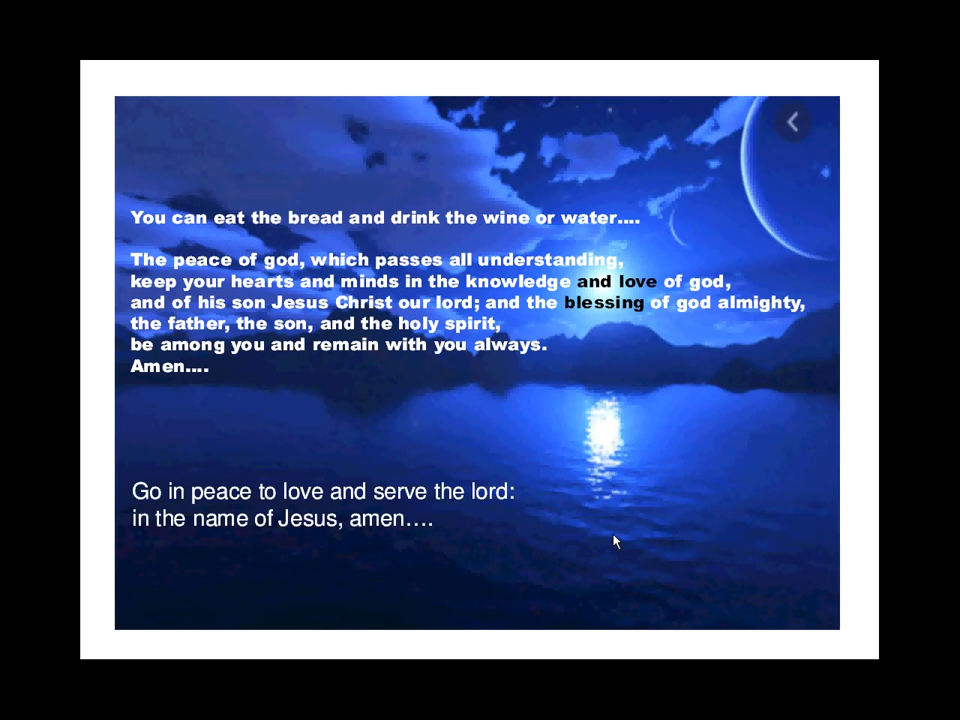 You can eat the bread and drink the wine or water....
The peace of god, which passes all understanding,
keep your hearts and minds in the knowledge and love of god,
and of his son Jesus Christ our lord; and the blessing of god almighty,
the father, the son, and the holy spirit,
be among you and remain with you always.
Amen....
Go in peace to love and serve the lord:
in the name of Jesus, amen….